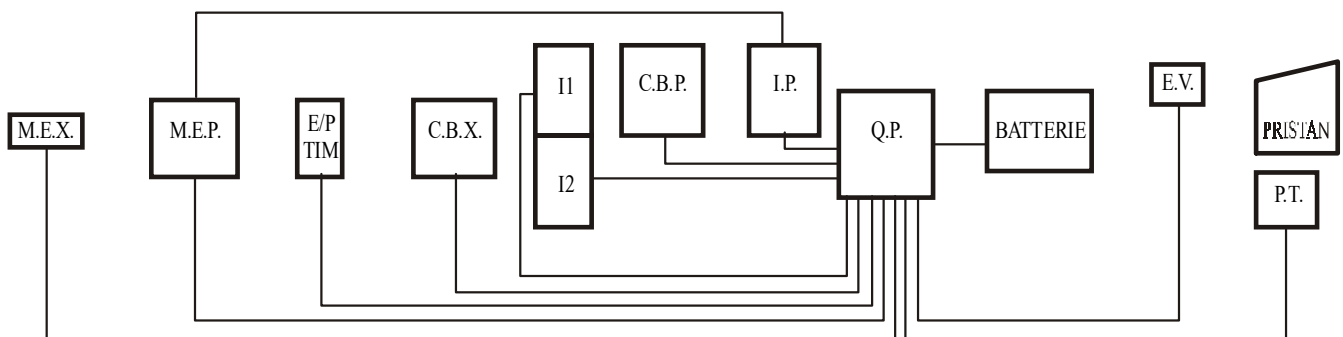 M.E.X.
M.E.P.
E/P
TIM
C.B.X.
I1
I2
C.B.P.
I.P.
Q.P.
BATTERIE
E.V.
PRISTAN
P.T.